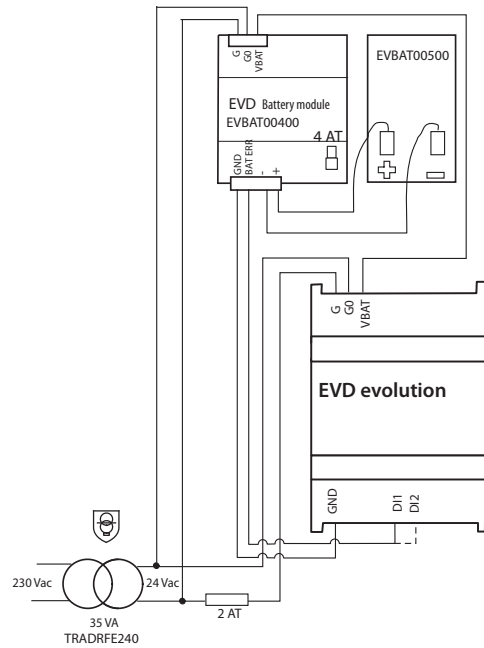 G
G0
VBAT
EVD Battery module
EVBAT00400
4 AT
GND
BAT ERR
-
+
EVBAT00500
G
G0
VBAT
EVD evolution
GND
DI1
DI2
230 Vac
24 Vac
35 VA
TRADRFE240
2 AT